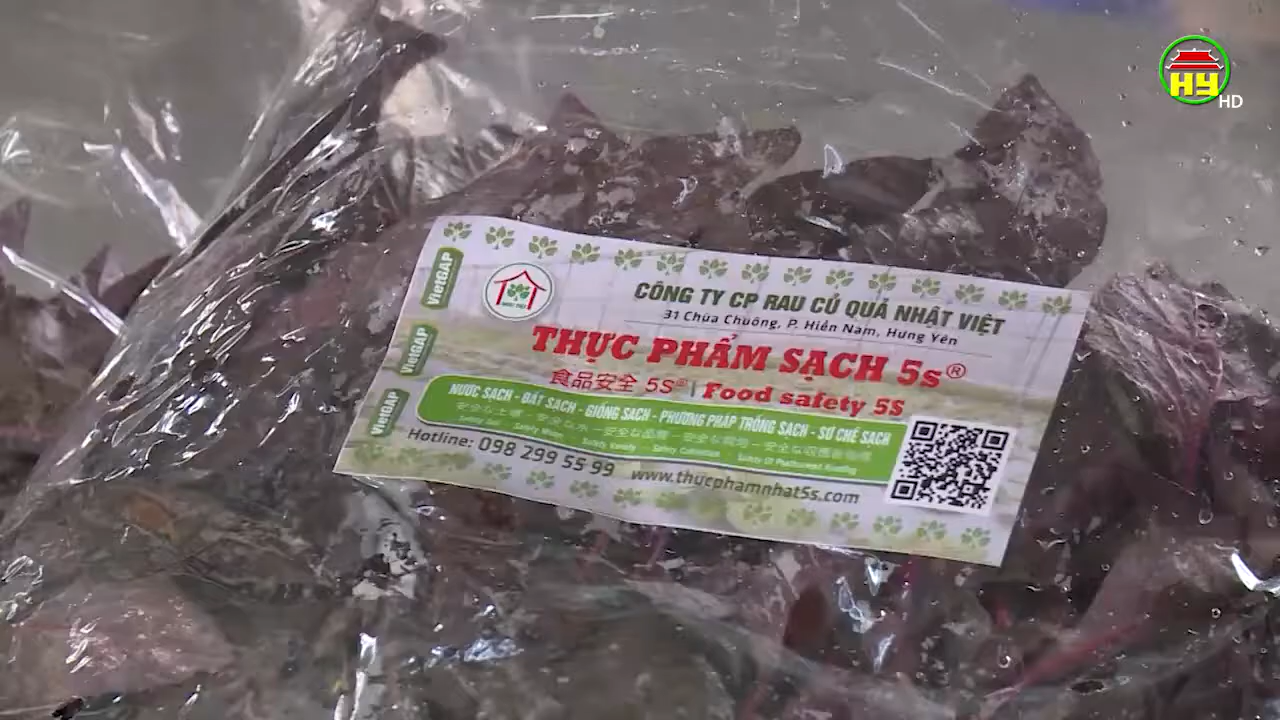 HY
HD
VietGAP
VietGAP
VietGAP
CÔNG TY CP RAU CỦ QUẢ NHẬT VIỆT
31 Chùa Chuông, P. Hiến Nam, Hưng Yên
THỰC PHẨM SẠCH 5s®
食品安全 5S® | Food safety 5S
NƯỚC SẠCH - ĐẤT SẠCH - GIỐNG SẠCH - PHƯƠNG PHÁP TRỒNG SẠCH - SƠ CHẾ SẠCH
Hotline: 098 299 55 99
www.thucphamnhat5s.com